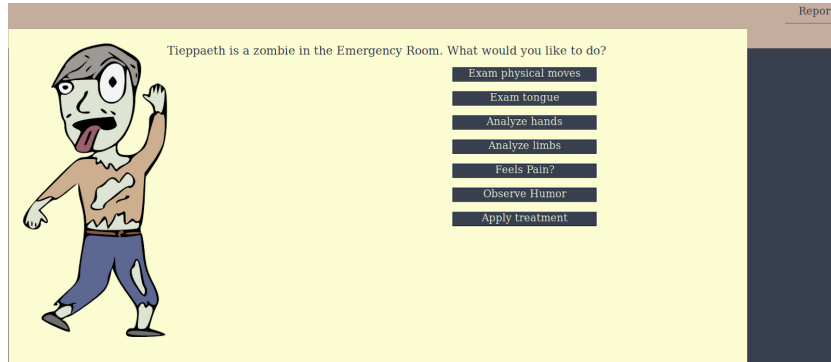 Repor
Tieppaeth is a zombie in the Emergency Room. What would you like to do?
Exam physical moves
Exam tongue
Analyze hands
Analyze limbs
Feels Pain?
Observe Humor
Apply treatment